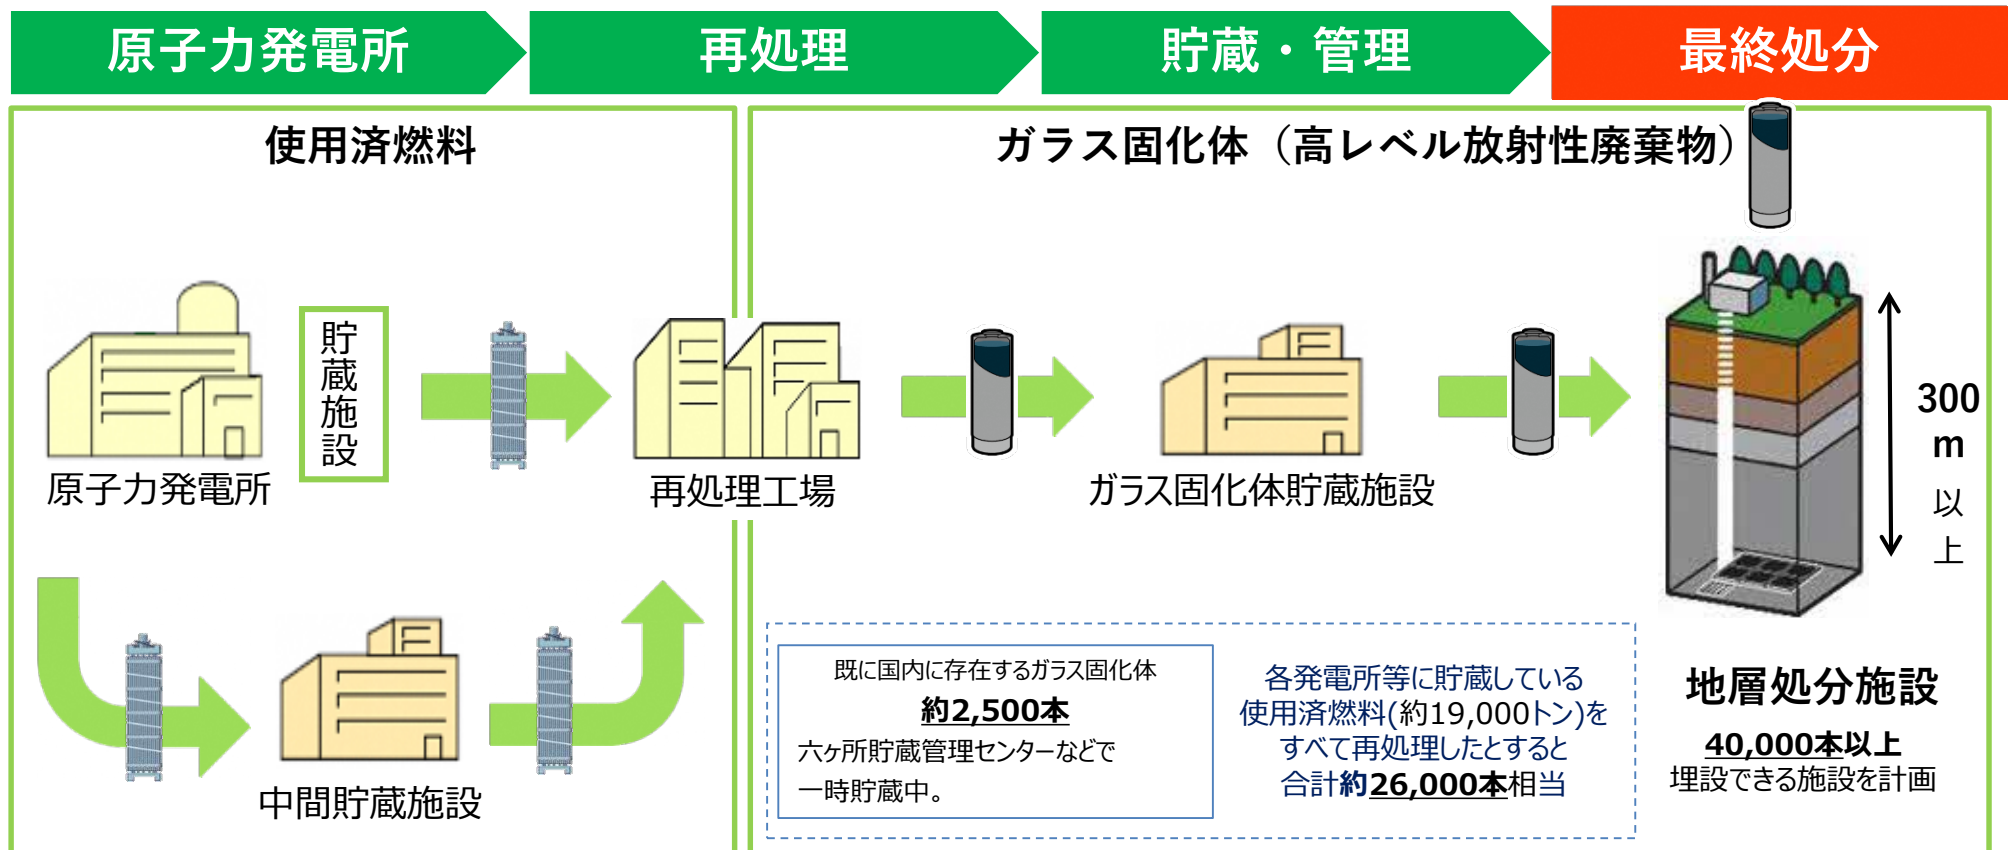 原子力発電所
再処理
貯蔵・管理
最終処分
使用済燃料
ガラス固化体（高レベル放射性廃棄物）
原子力発電所
貯蔵施設
再処理工場
ガラス固化体貯蔵施設
300
m
以
上
中間貯蔵施設
既に国内に存在するガラス固化体
約2,500本
六ヶ所貯蔵管理センターなどで
一時貯蔵中。
各発電所等に貯蔵している
使用済燃料(約19,000トン)を
すべて再処理したとすると
合計約26,000本相当
地層処分施設
40,000本以上
埋設できる施設を計画